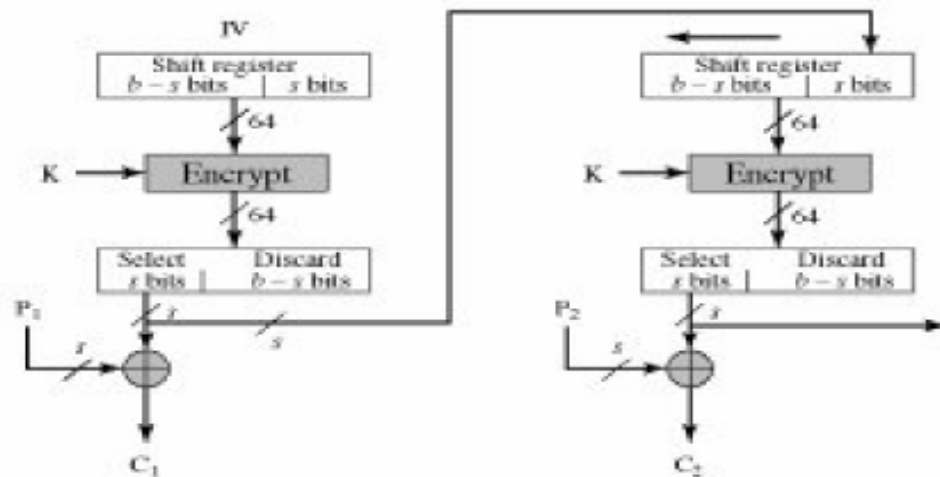 IV
Shift register
b – s bits | s bits
64
K
Encrypt
64
Select
s bits
Discard
b – s bits
P1
s
s
s
C1
Shift register
b – s bits | s bits
64
K
Encrypt
64
Select
s bits
Discard
b – s bits
P2
s
s
C2